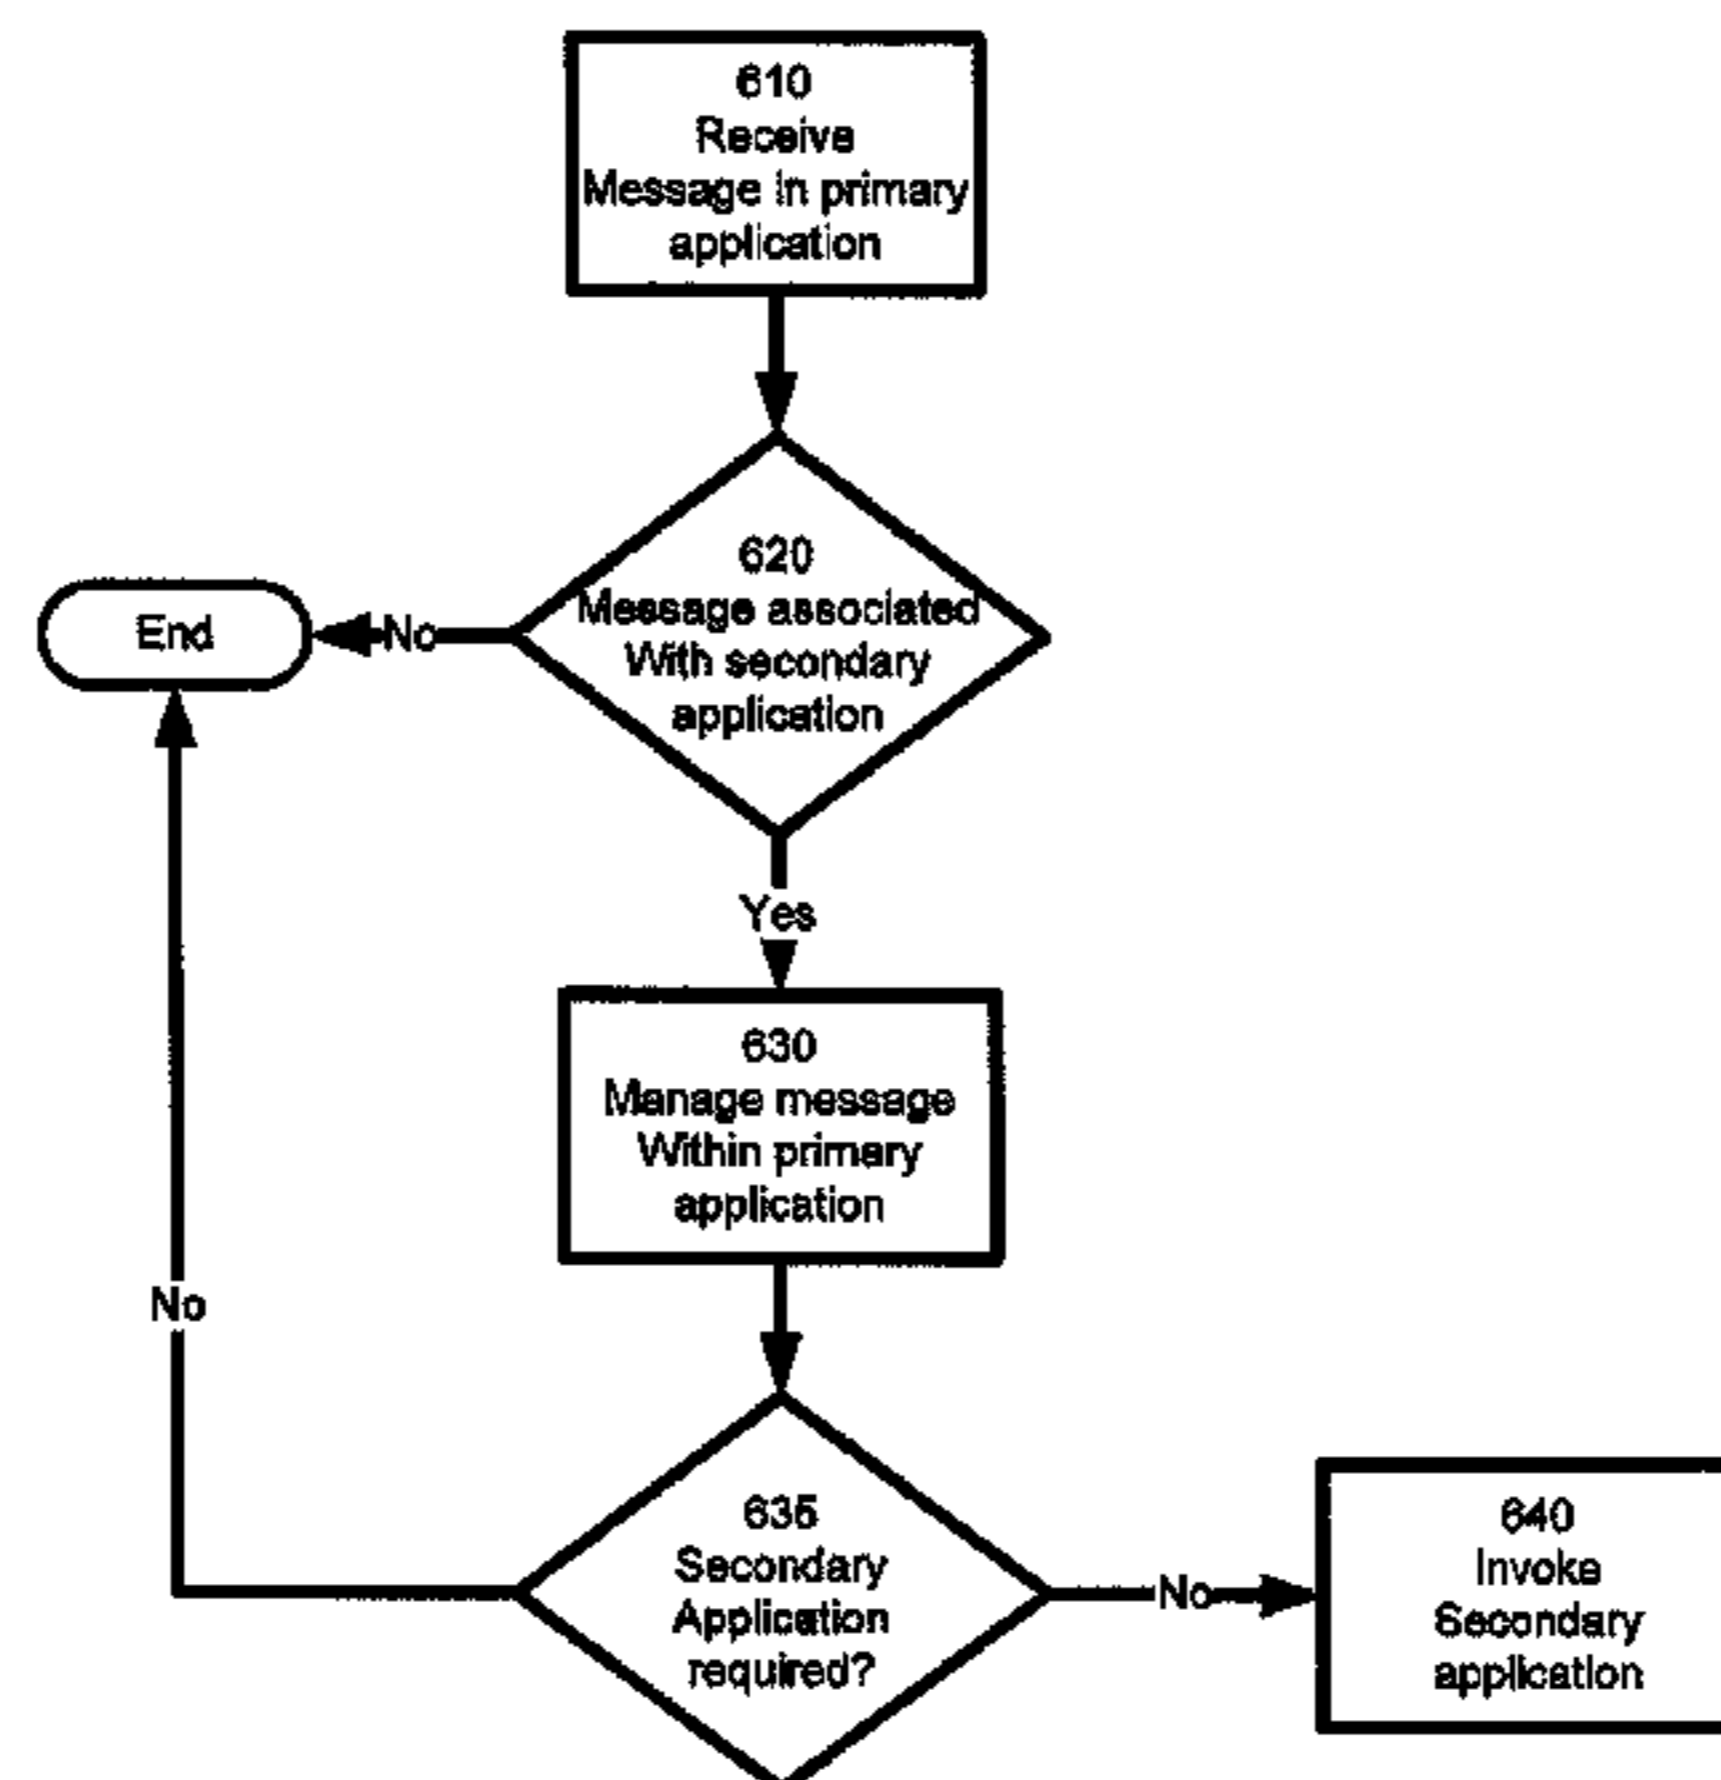 610
Receive
Message in primary
application
620
Message associated
With secondary
application
No
End
Yes
630
Manage message
Within primary
application
No
635
Secondary
Application
required?
No
640
Invoke
Secondary
application